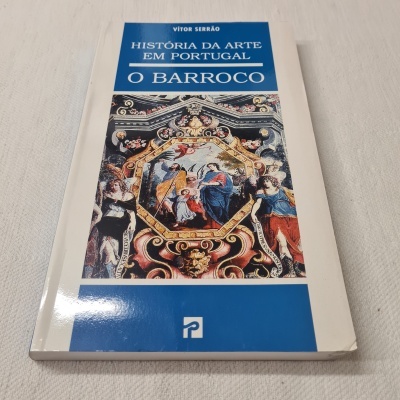 VÍTOR SERRÃO
HISTÓRIA DA ARTE
EM PORTUGAL
O BARROCO